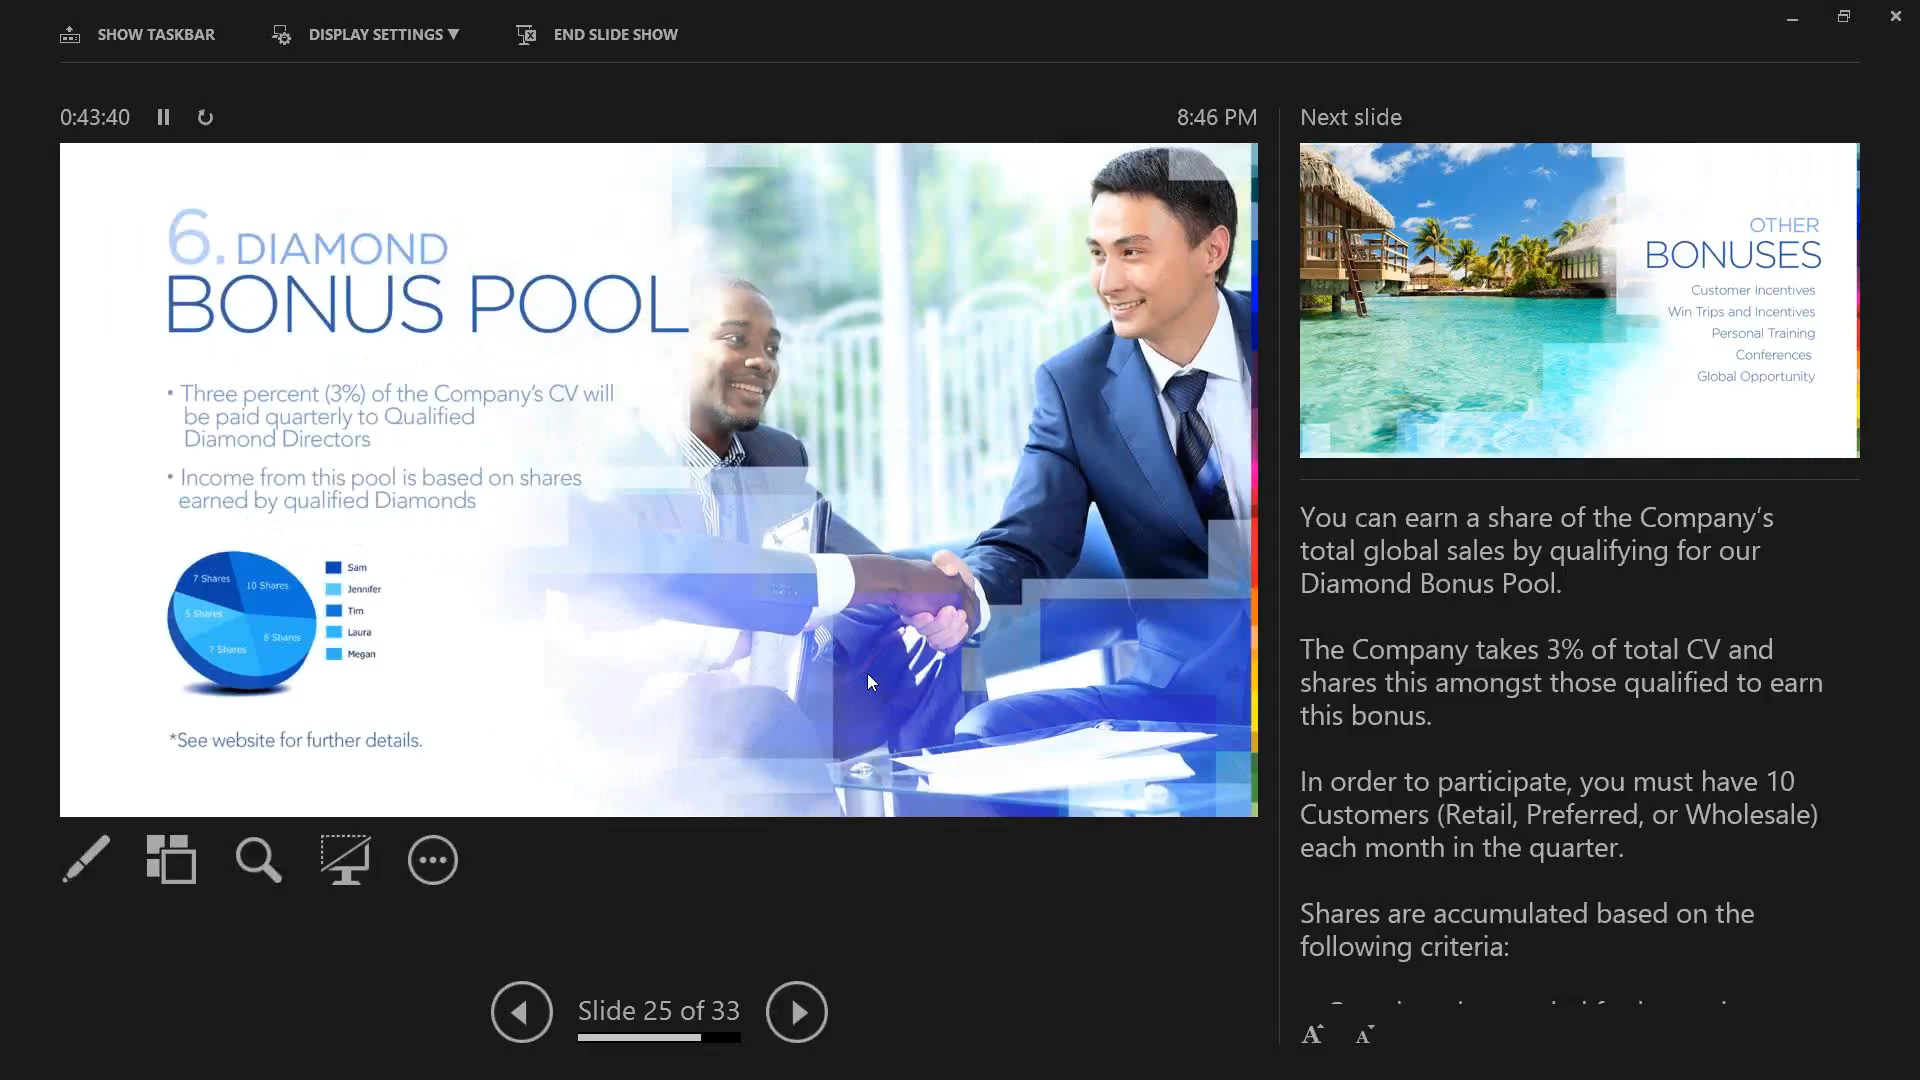 SHOW TASKBAR
DISPLAY SETTINGS ▼
END SLIDE SHOW
0:43:40
8:46 PM
6. DIAMOND
BONUS POOL
• Three percent (3%) of the Company's CV will
be paid quarterly to Qualified
Diamond Directors
• Income from this pool is based on shares
earned by qualified Diamonds
7 Shares
10 Shares
5 Shares
8 Shares
7 Shares
Sam
Jennifer
Tim
Laura
Megan
*See website for further details.
Slide 25 of 33
Next slide
OTHER
BONUSES
Customer Incentives
Win Trips and Incentives
Personal Training
Conferences
Global Opportunity
You can earn a share of the Company's
total global sales by qualifying for our
Diamond Bonus Pool.
The Company takes 3% of total CV and
shares this amongst those qualified to earn
this bonus.
In order to participate, you must have 10
Customers (Retail, Preferred, or Wholesale)
each month in the quarter.
Shares are accumulated based on the
following criteria:
A A